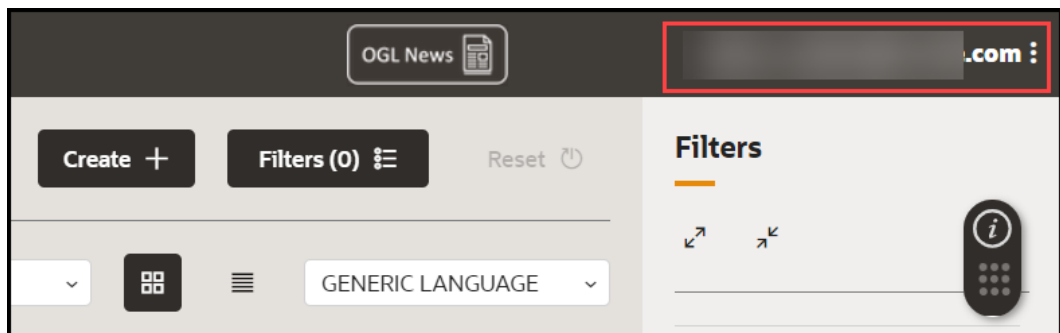 OGL News
.com
Create
Filters (0)
Reset
Filters
GENERIC LANGUAGE
i